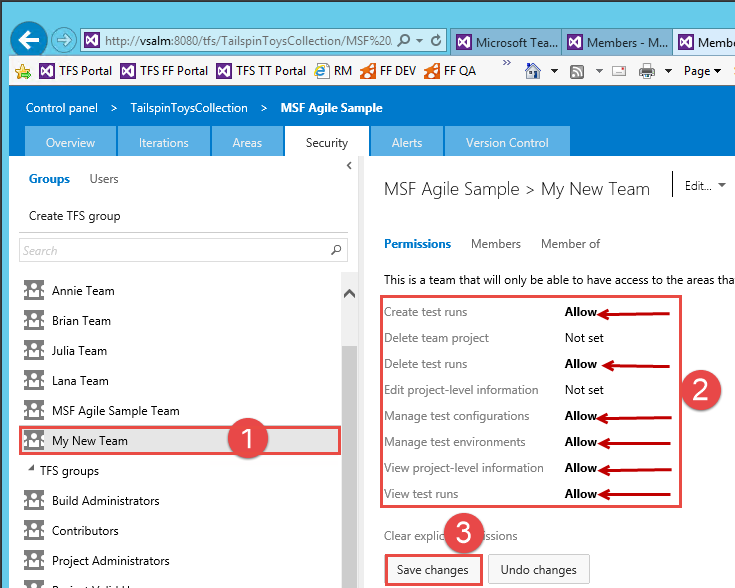 http://vsalm:8080/tfs/TailspinToysCollection/MSF%20.
Microsoft Tea...
Members - M...
Membe
TFS Portal
TFS FF Portal
TFS TT Portal
RM
FF DEV
FF QA
Page
Control panel > TailspinToysCollection > MSF Agile Sample
Overview
Iterations
Areas
Security
Alerts
Version Control
Groups
Users
Create TFS group
Search
Annie Team
Brian Team
Julia Team
Lana Team
MSF Agile Sample Team
My New Team
1
TFS groups
Build Administrators
Contributors
Project Administrators
MSF Agile Sample > My New Team
Edit...
Permissions
Members
Member of
This is a team that will only be able to have access to the areas tha
Create test runs Allow
Delete team project Not set
Delete test runs Allow
Edit project-level information Not set
Manage test configurations Allow
Manage test environments Allow
View project-level information Allow
View test runs Allow
2
Clear explic
issions
3
Save changes
Undo changes